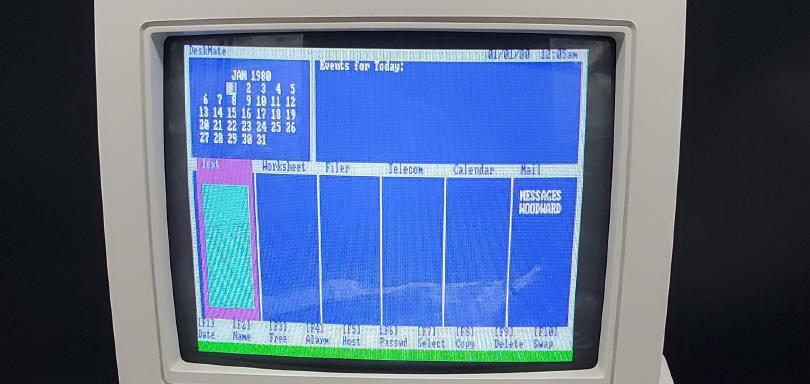 DeskMate 01/01/80 12:05am
JAN 1980
1 2 3 4 5
6 7 8 9 10 11 12
13 14 15 16 17 18 19
20 21 22 23 24 25 26
27 28 29 30 31
Events for Today:
Text Worksheet Filer Telecom Calendar Mail
MESSAGES
WOODWARD
[F1] [F2] [F3] [F4] [F5] [F6] [F7] [F8] [F9] [F10]
Date Name Free Alarm Host Passwd Select Copy Delete Swap